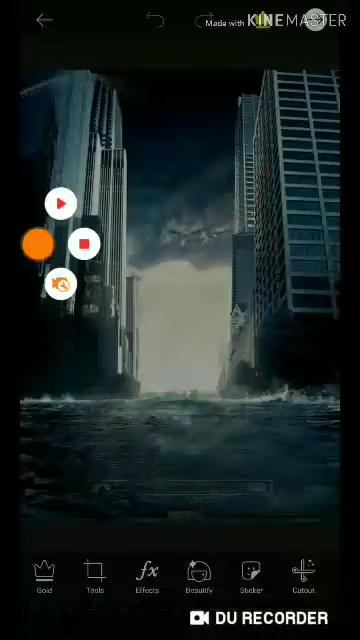 Made with KINEMASTER
Gold Tools Effects Beautify Sticker Cutout
DU RECORDER